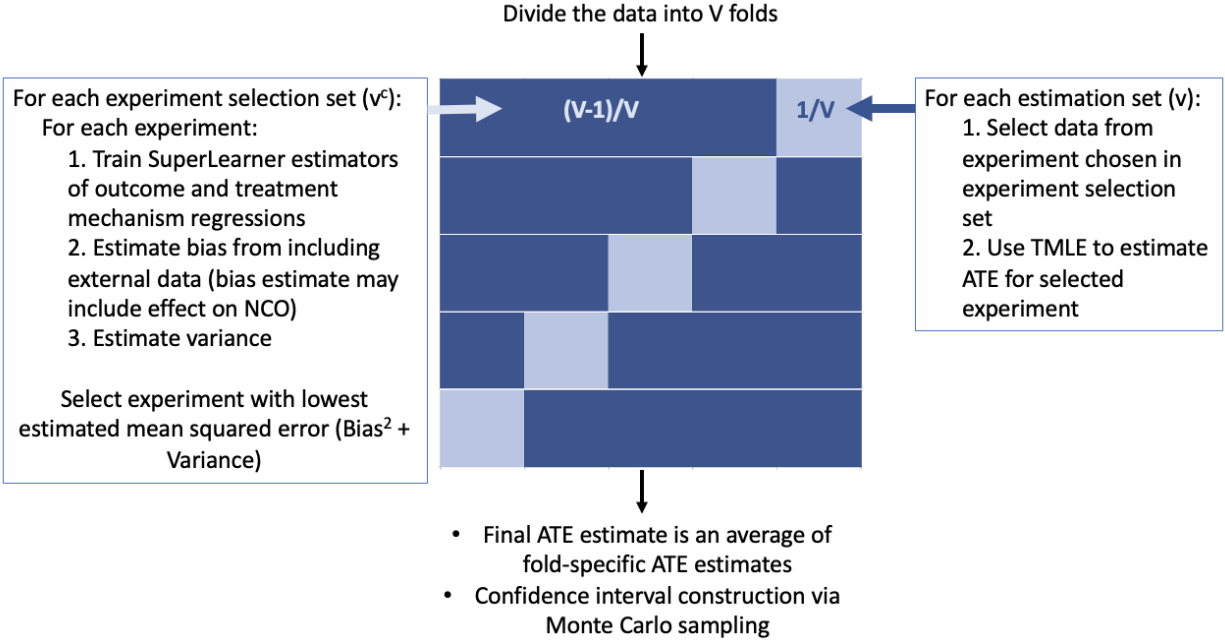 Divide the data into V folds
For each experiment selection set (vᶜ):
For each experiment:
1. Train SuperLearner estimators
of outcome and treatment
mechanism regressions
2. Estimate bias from including
external data (bias estimate may
include effect on NCO)
3. Estimate variance
Select experiment with lowest
estimated mean squared error (Bias² +
Variance)
(V-1)/V
1/V
For each estimation set (v):
1. Select data from
experiment chosen in
experiment selection
set
2. Use TMLE to estimate
ATE for selected
experiment
• Final ATE estimate is an average of
fold-specific ATE estimates
• Confidence interval construction via
Monte Carlo sampling